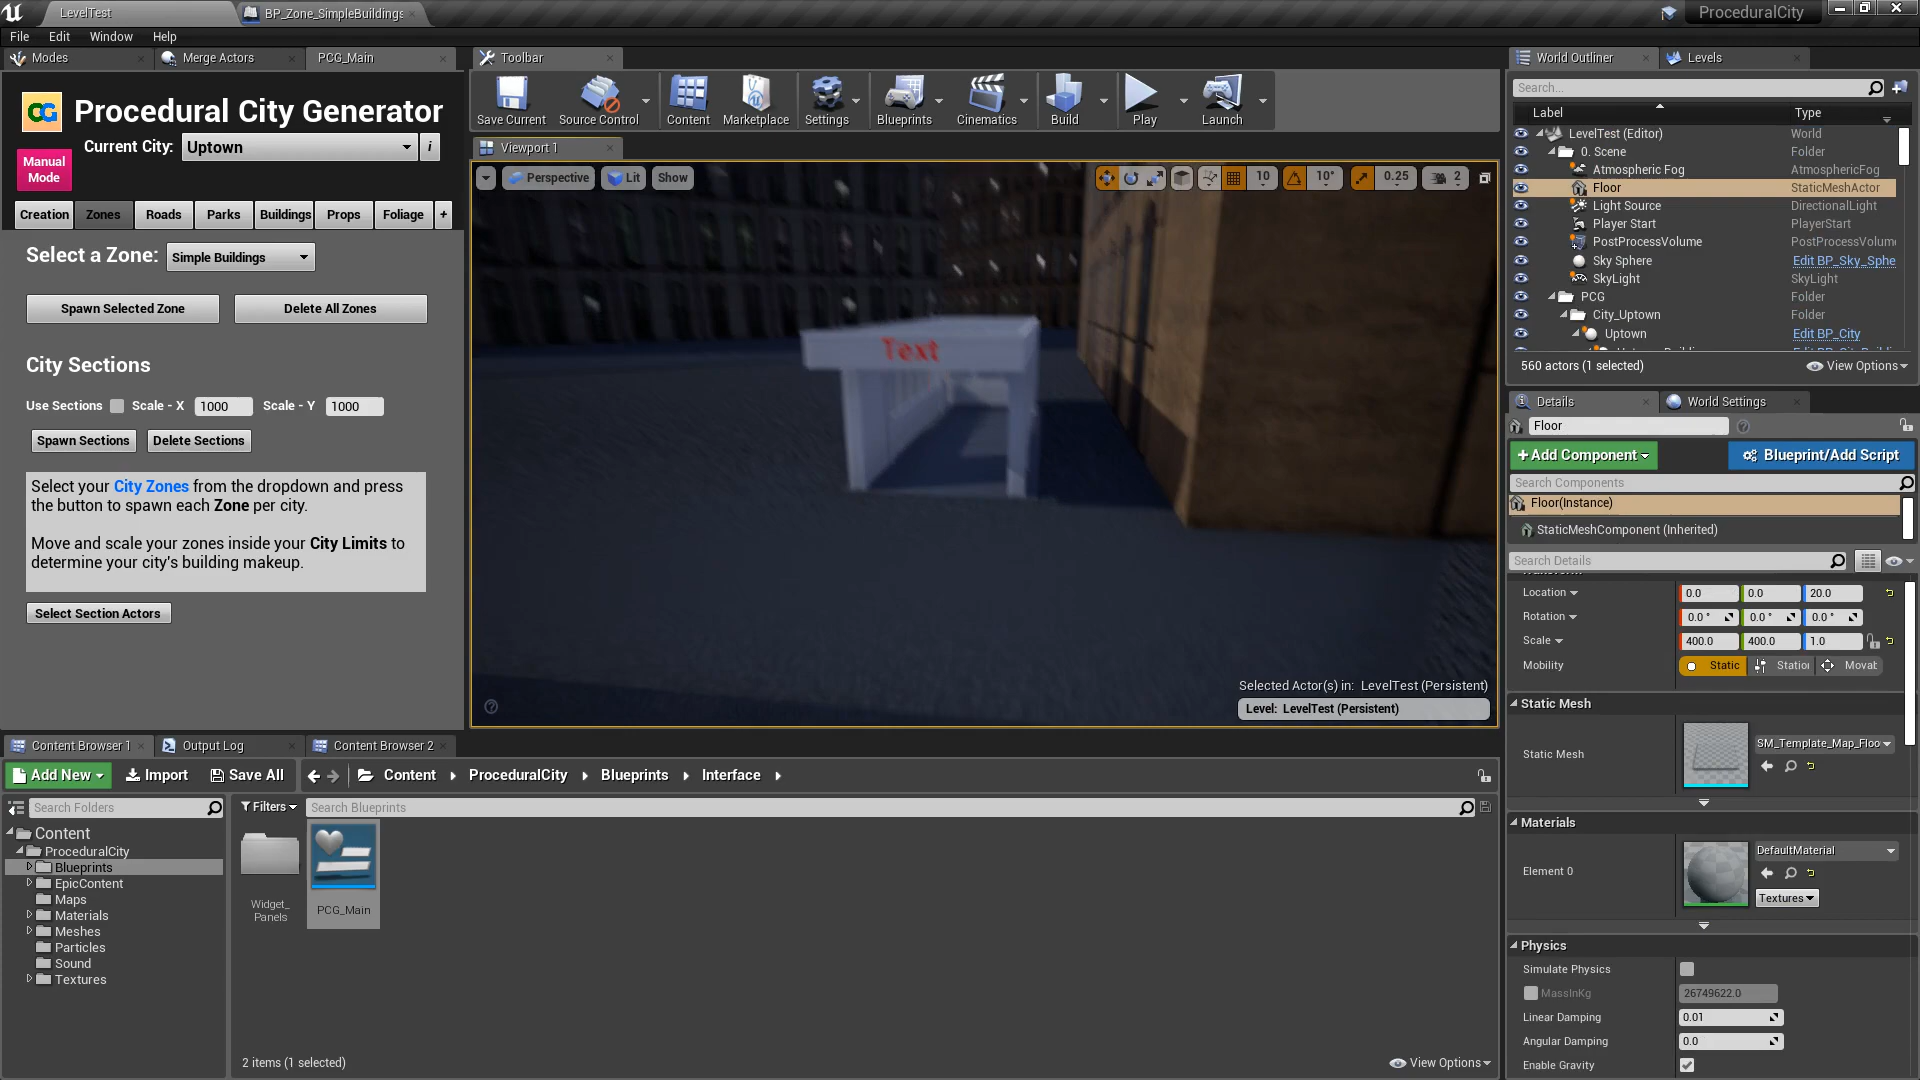 LevelTest
BP_Zone_SimpleBuildings
ProceduralCity
File Edit Window Help
Modes
Merge Actors
PCG_Main
Toolbar
World Outliner
Levels
CG Procedural City Generator
Current City: Uptown i
Manual Mode
Creation Zones Roads Parks Buildings Props Foliage +
Select a Zone: Simple Buildings
Spawn Selected Zone
Delete All Zones
City Sections
Use Sections Scale - X 1000 Scale - Y 1000
Spawn Sections
Delete Sections
Select your City Zones from the dropdown and press
the button to spawn each Zone per city.
Move and scale your zones inside your City Limits to
determine your city's building makeup.
Select Section Actors
Save Current
Source Control
Content
Marketplace
Settings
Blueprints
Cinematics
Build
Play
Launch
Viewport 1
Perspective Lit Show
10 10° 0.25 2
Text
Selected Actor(s) in: LevelTest (Persistent)
Level: LevelTest (Persistent)
Search...
Label Type
LevelTest (Editor) World
0. Scene Folder
Atmospheric Fog AtmosphericFog
Floor StaticMeshActor
Light Source DirectionalLight
Player Start PlayerStart
PostProcessVolume PostProcessVolum
Sky Sphere Edit BP_Sky_Sphe
SkyLight SkyLight
PCG Folder
City_Uptown Folder
Uptown Edit BP_City
560 actors (1 selected)
View Options
Details
World Settings
Floor
+Add Component
Blueprint/Add Script
Search Components
Floor(Instance)
StaticMeshComponent (Inherited)
Search Details
Location 0.0 0.0 20.0
Rotation 0.0 ° 0.0 ° 0.0 °
Scale 400.0 400.0 1.0
Mobility Static Station Movab
Static Mesh
Static Mesh SM_Template_Map_Floo
Materials
Element 0 DefaultMaterial
Textures
Physics
Simulate Physics
MassInKg 26749622.0
Linear Damping 0.01
Angular Damping 0.0
Enable Gravity
Content Browser 1
Output Log
Content Browser 2
Add New Import Save All
Content ProceduralCity Blueprints Interface
Search Folders
Filters
Search Blueprints
Content
ProceduralCity
Blueprints
EpicContent
Maps
Materials
Meshes
Particles
Sound
Textures
Widget_
Panels
PCG_Main
2 items (1 selected)
View Options